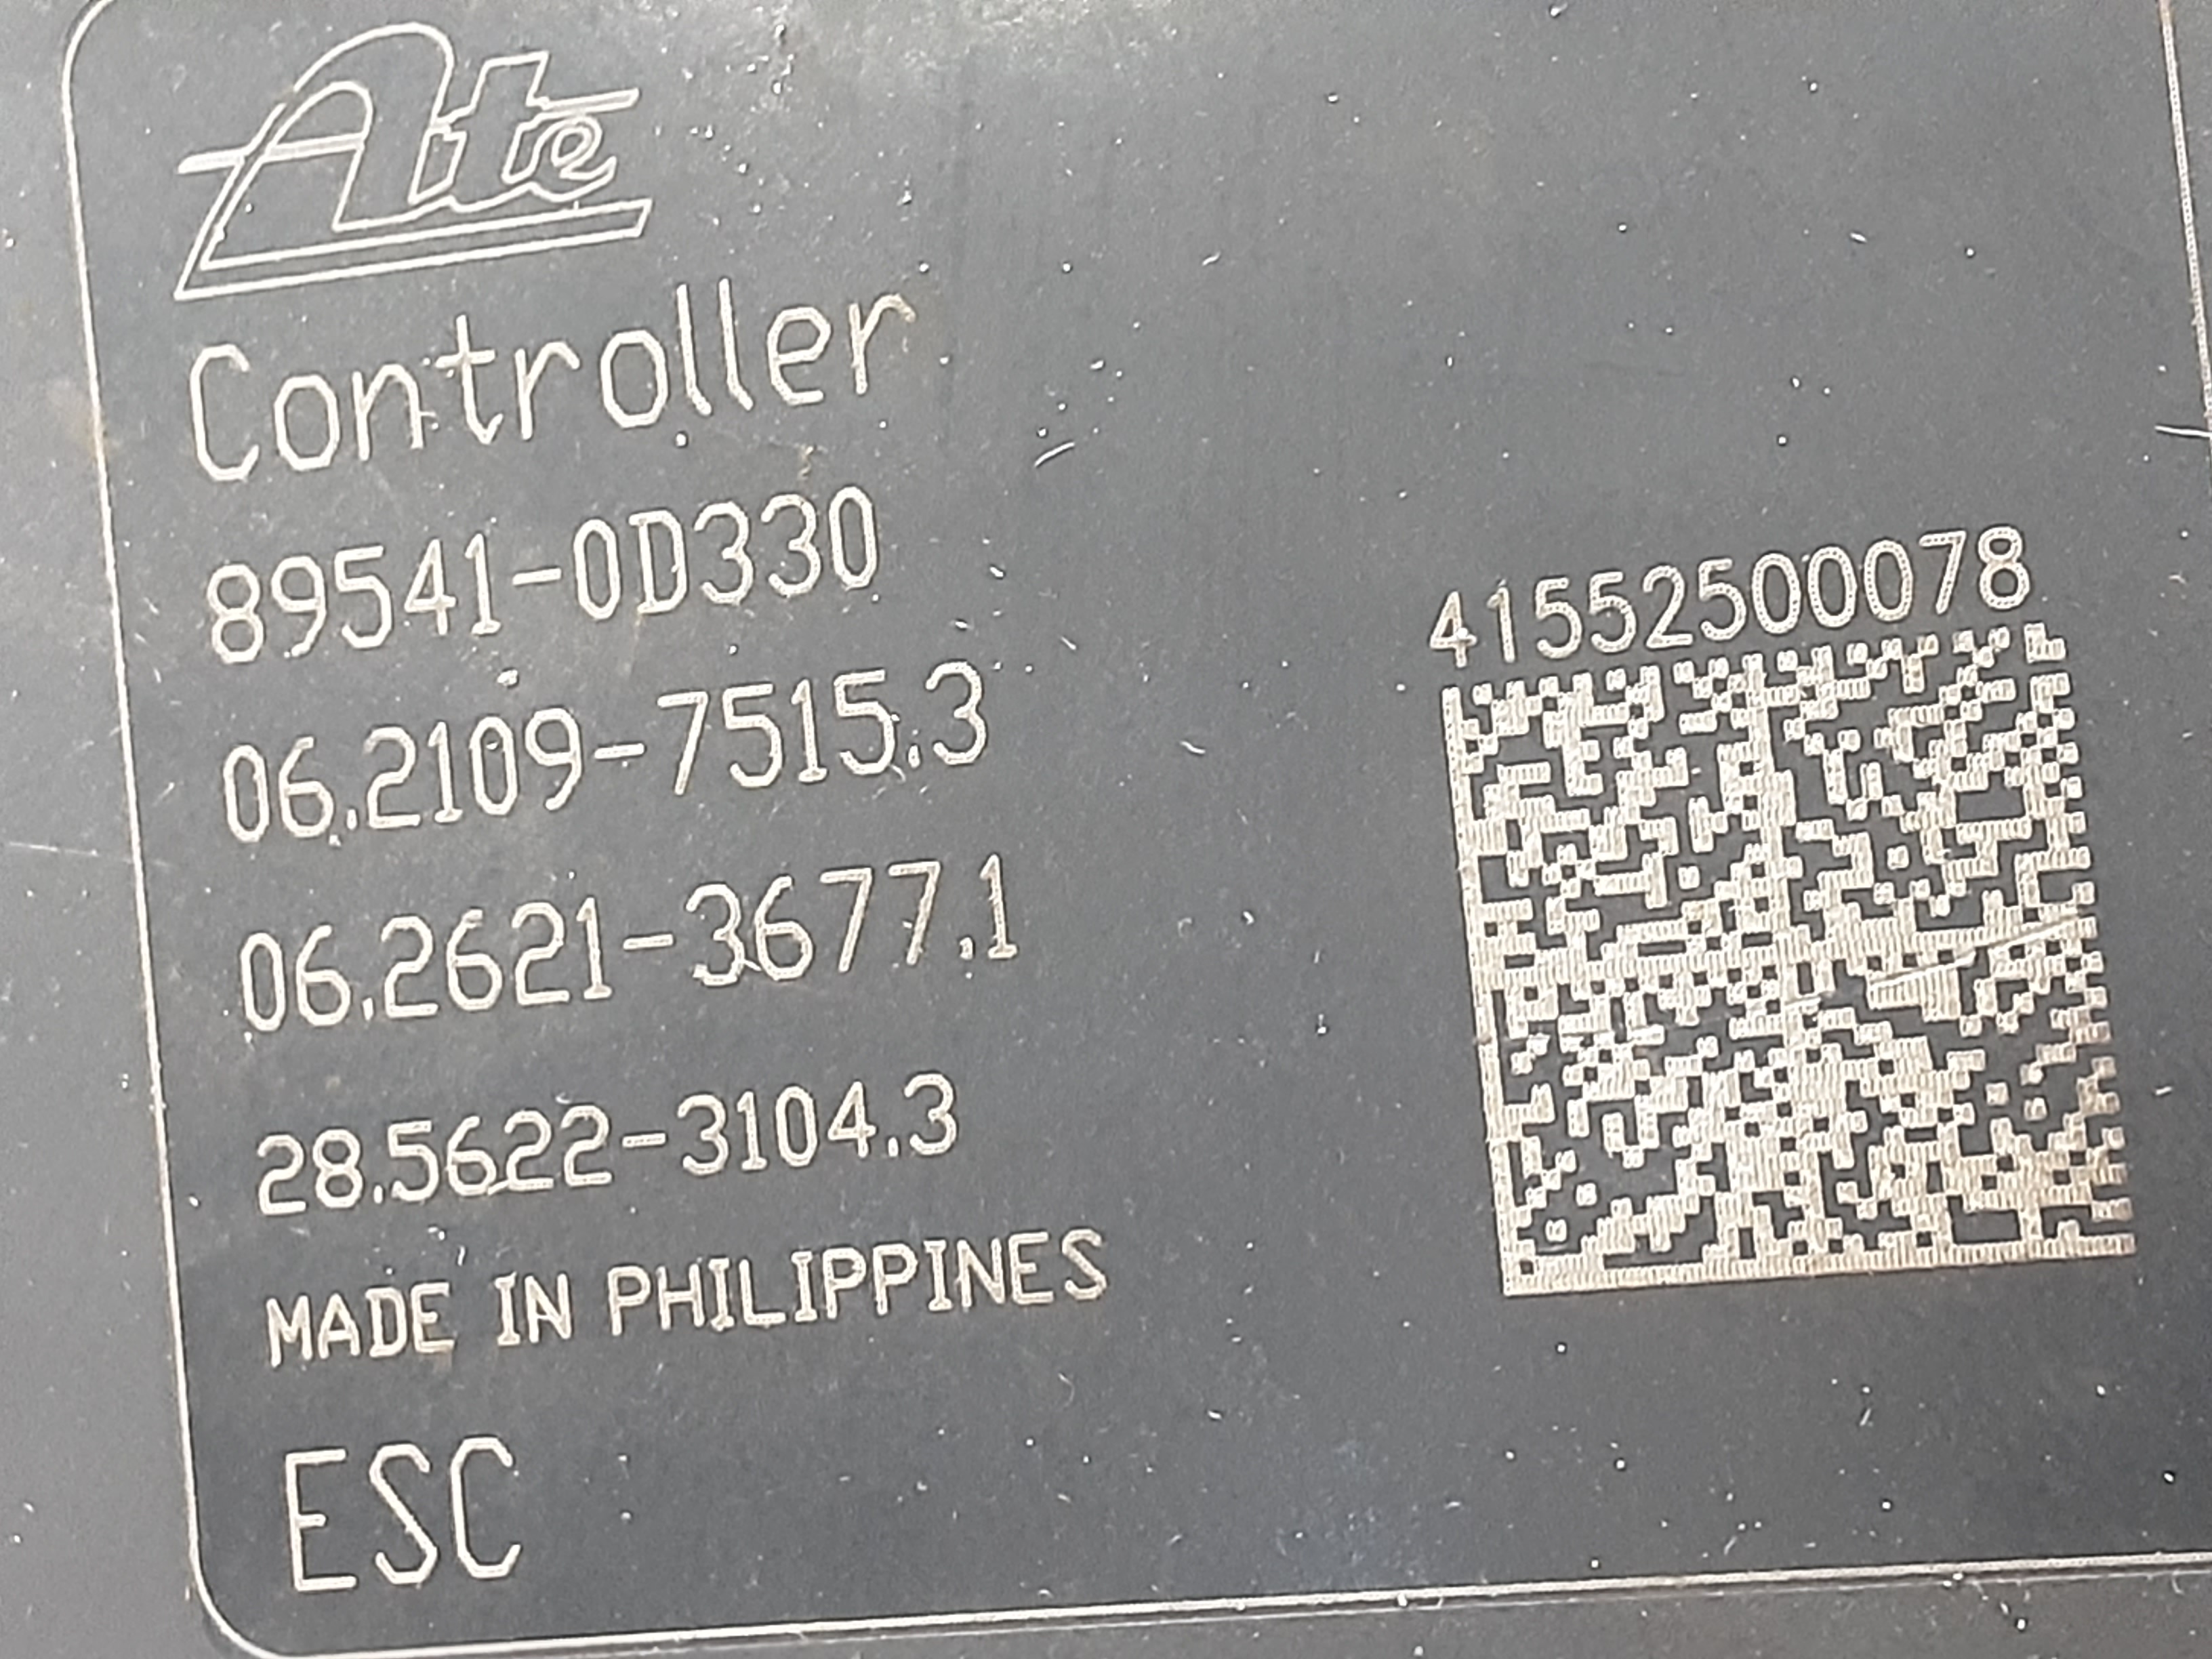 Ate
Controller
89541-0D330
06.2109-7515.3
06.2621-3677.1
28.5622-3104.3
MADE IN PHILIPPINES
ESC
41552500078